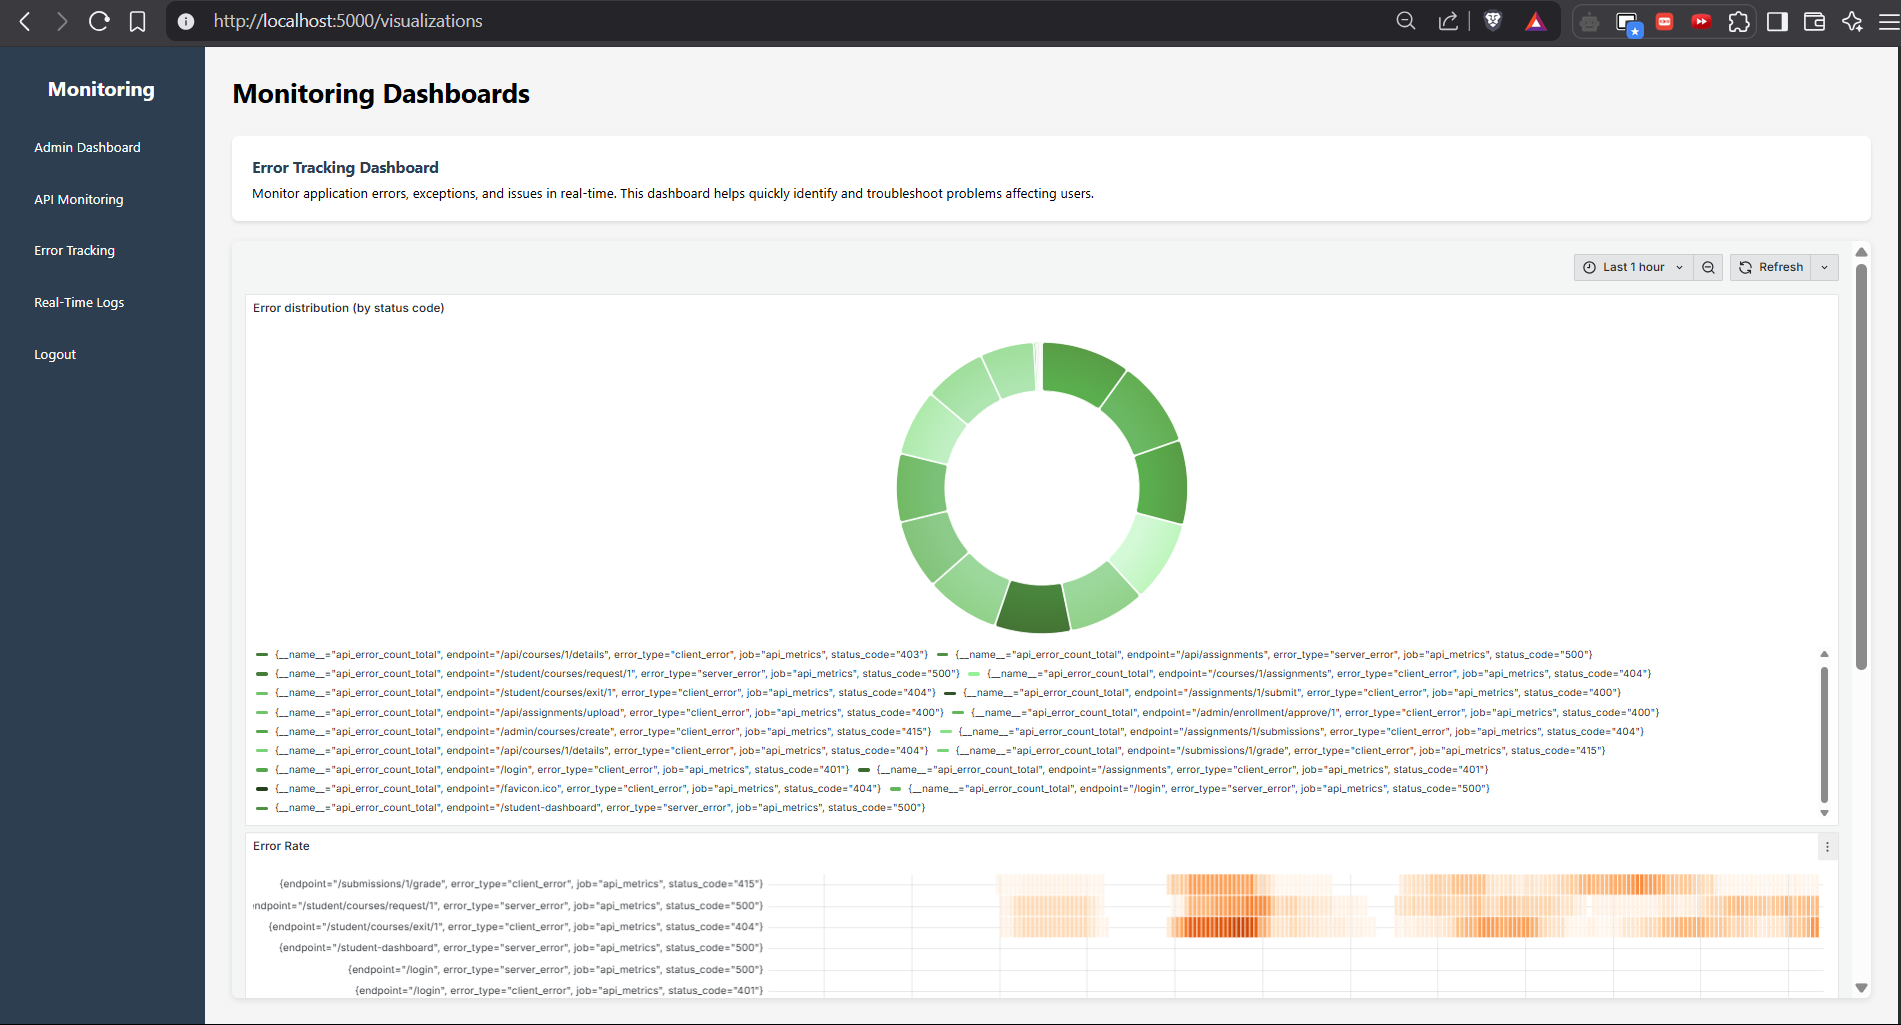 http://localhost:5000/visualizations
Monitoring
Admin Dashboard
API Monitoring
Error Tracking
Real-Time Logs
Logout
Monitoring Dashboards
Error Tracking Dashboard
Monitor application errors, exceptions, and issues in real-time. This dashboard helps quickly identify and troubleshoot problems affecting users.
Last 1 hour
Refresh
Error distribution (by status code)
{__name__="api_error_count_total", endpoint="/api/courses/1/details", error_type="client_error", job="api_metrics", status_code="403"} {__name__="api_error_count_total", endpoint="/api/assignments", error_type="server_error", job="api_metrics", status_code="500"}
{__name__="api_error_count_total", endpoint="/student/courses/request/1", error_type="server_error", job="api_metrics", status_code="500"} {__name__="api_error_count_total", endpoint="/courses/1/assignments", error_type="client_error", job="api_metrics", status_code="404"}
{__name__="api_error_count_total", endpoint="/student/courses/exit/1", error_type="client_error", job="api_metrics", status_code="404"} {__name__="api_error_count_total", endpoint="/assignments/1/submit", error_type="client_error", job="api_metrics", status_code="400"}
{__name__="api_error_count_total", endpoint="/api/assignments/upload", error_type="client_error", job="api_metrics", status_code="400"} {__name__="api_error_count_total", endpoint="/admin/enrollment/approve/1", error_type="client_error", job="api_metrics", status_code="400"}
{__name__="api_error_count_total", endpoint="/admin/courses/create", error_type="client_error", job="api_metrics", status_code="415"} {__name__="api_error_count_total", endpoint="/assignments/1/submissions", error_type="client_error", job="api_metrics", status_code="404"}
{__name__="api_error_count_total", endpoint="/api/courses/1/details", error_type="client_error", job="api_metrics", status_code="404"} {__name__="api_error_count_total", endpoint="/submissions/1/grade", error_type="client_error", job="api_metrics", status_code="415"}
{__name__="api_error_count_total", endpoint="/login", error_type="client_error", job="api_metrics", status_code="401"} {__name__="api_error_count_total", endpoint="/assignments", error_type="client_error", job="api_metrics", status_code="401"}
{__name__="api_error_count_total", endpoint="/favicon.ico", error_type="client_error", job="api_metrics", status_code="404"} {__name__="api_error_count_total", endpoint="/login", error_type="server_error", job="api_metrics", status_code="500"}
{__name__="api_error_count_total", endpoint="/student-dashboard", error_type="server_error", job="api_metrics", status_code="500"}
Error Rate
{endpoint="/submissions/1/grade", error_type="client_error", job="api_metrics", status_code="415"}
endpoint="/student/courses/request/1", error_type="server_error", job="api_metrics", status_code="500"}
{endpoint="/student/courses/exit/1", error_type="client_error", job="api_metrics", status_code="404"}
{endpoint="/student-dashboard", error_type="server_error", job="api_metrics", status_code="500"}
{endpoint="/login", error_type="server_error", job="api_metrics", status_code="500"}
{endpoint="/login", error_type="client_error", job="api_metrics", status_code="401"}